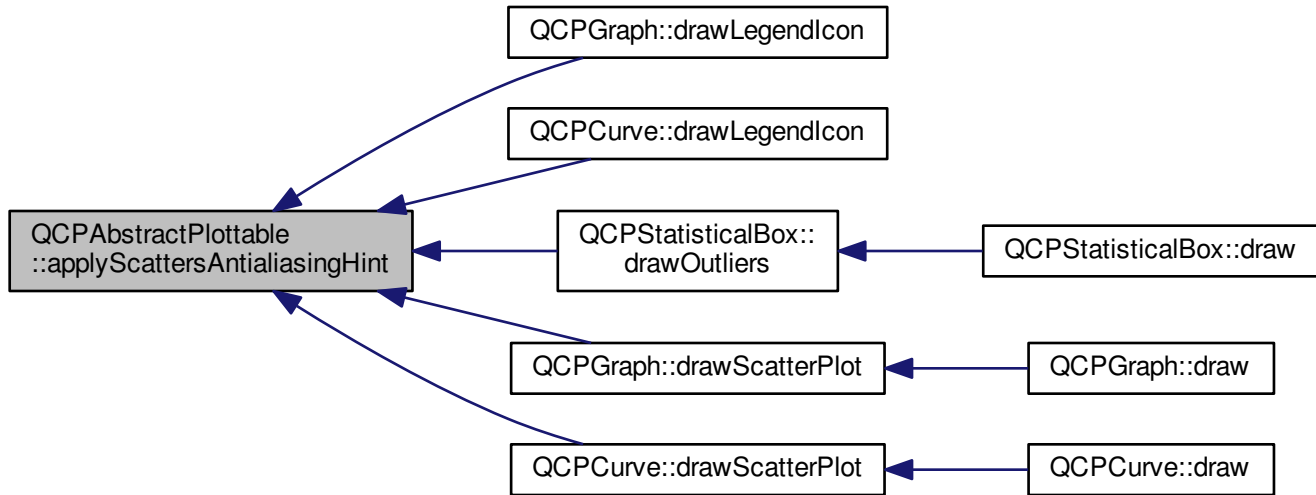 QCPGraph::drawLegendIcon
QCPCurve::drawLegendIcon
QCPAbstractPlottable
::applyScattersAntialiasingHint
QCPStatisticalBox::
drawOutliers
QCPStatisticalBox::draw
QCPGraph::drawScatterPlot
QCPGraph::draw
QCPCurve::drawScatterPlot
QCPCurve::draw